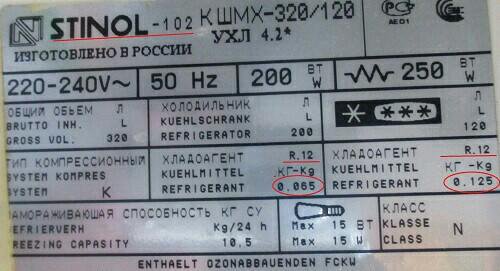 STINOL-102 КШМХ-320/120
УХЛ 4.2*
ИЗГОТОВЛЕНО В РОССИИ
AE01
220-240V~ 50 Hz 200 ВТ W 250 ВТ W
ОБЩИЙ ОБЪЕМ Л
BRUTTO INH. L
GROSS VOL. 320
ХОЛОДИЛЬНИК Л
KUEHLSCHRANK L
REFRIGERATOR 200
* *** Л
L
120
ТИП КОМПРЕССИОННЫЙ
SYSTEM KOMPRES
SYSTEM K
ХЛАДОАГЕНТ R.12
KUEHLMITTEL КГ-Kg
REFRIGERANT 0.065
ХЛАДОАГЕНТ R.12
KUEHLMITTEL КГ-Kg
REFRIGERANT 0.125
ЗАМОРАЖИВАЮЩАЯ СПОСОБНОСТЬ КГ СУ
REFRIERVERH Kg/24 h
REEZING CAPACITY 10.5
Max 15 ВТ
Max 15 W
КЛАСС
KLASSE
CLASS N
ENTHAELT OZONABBAUENDEN FCKW